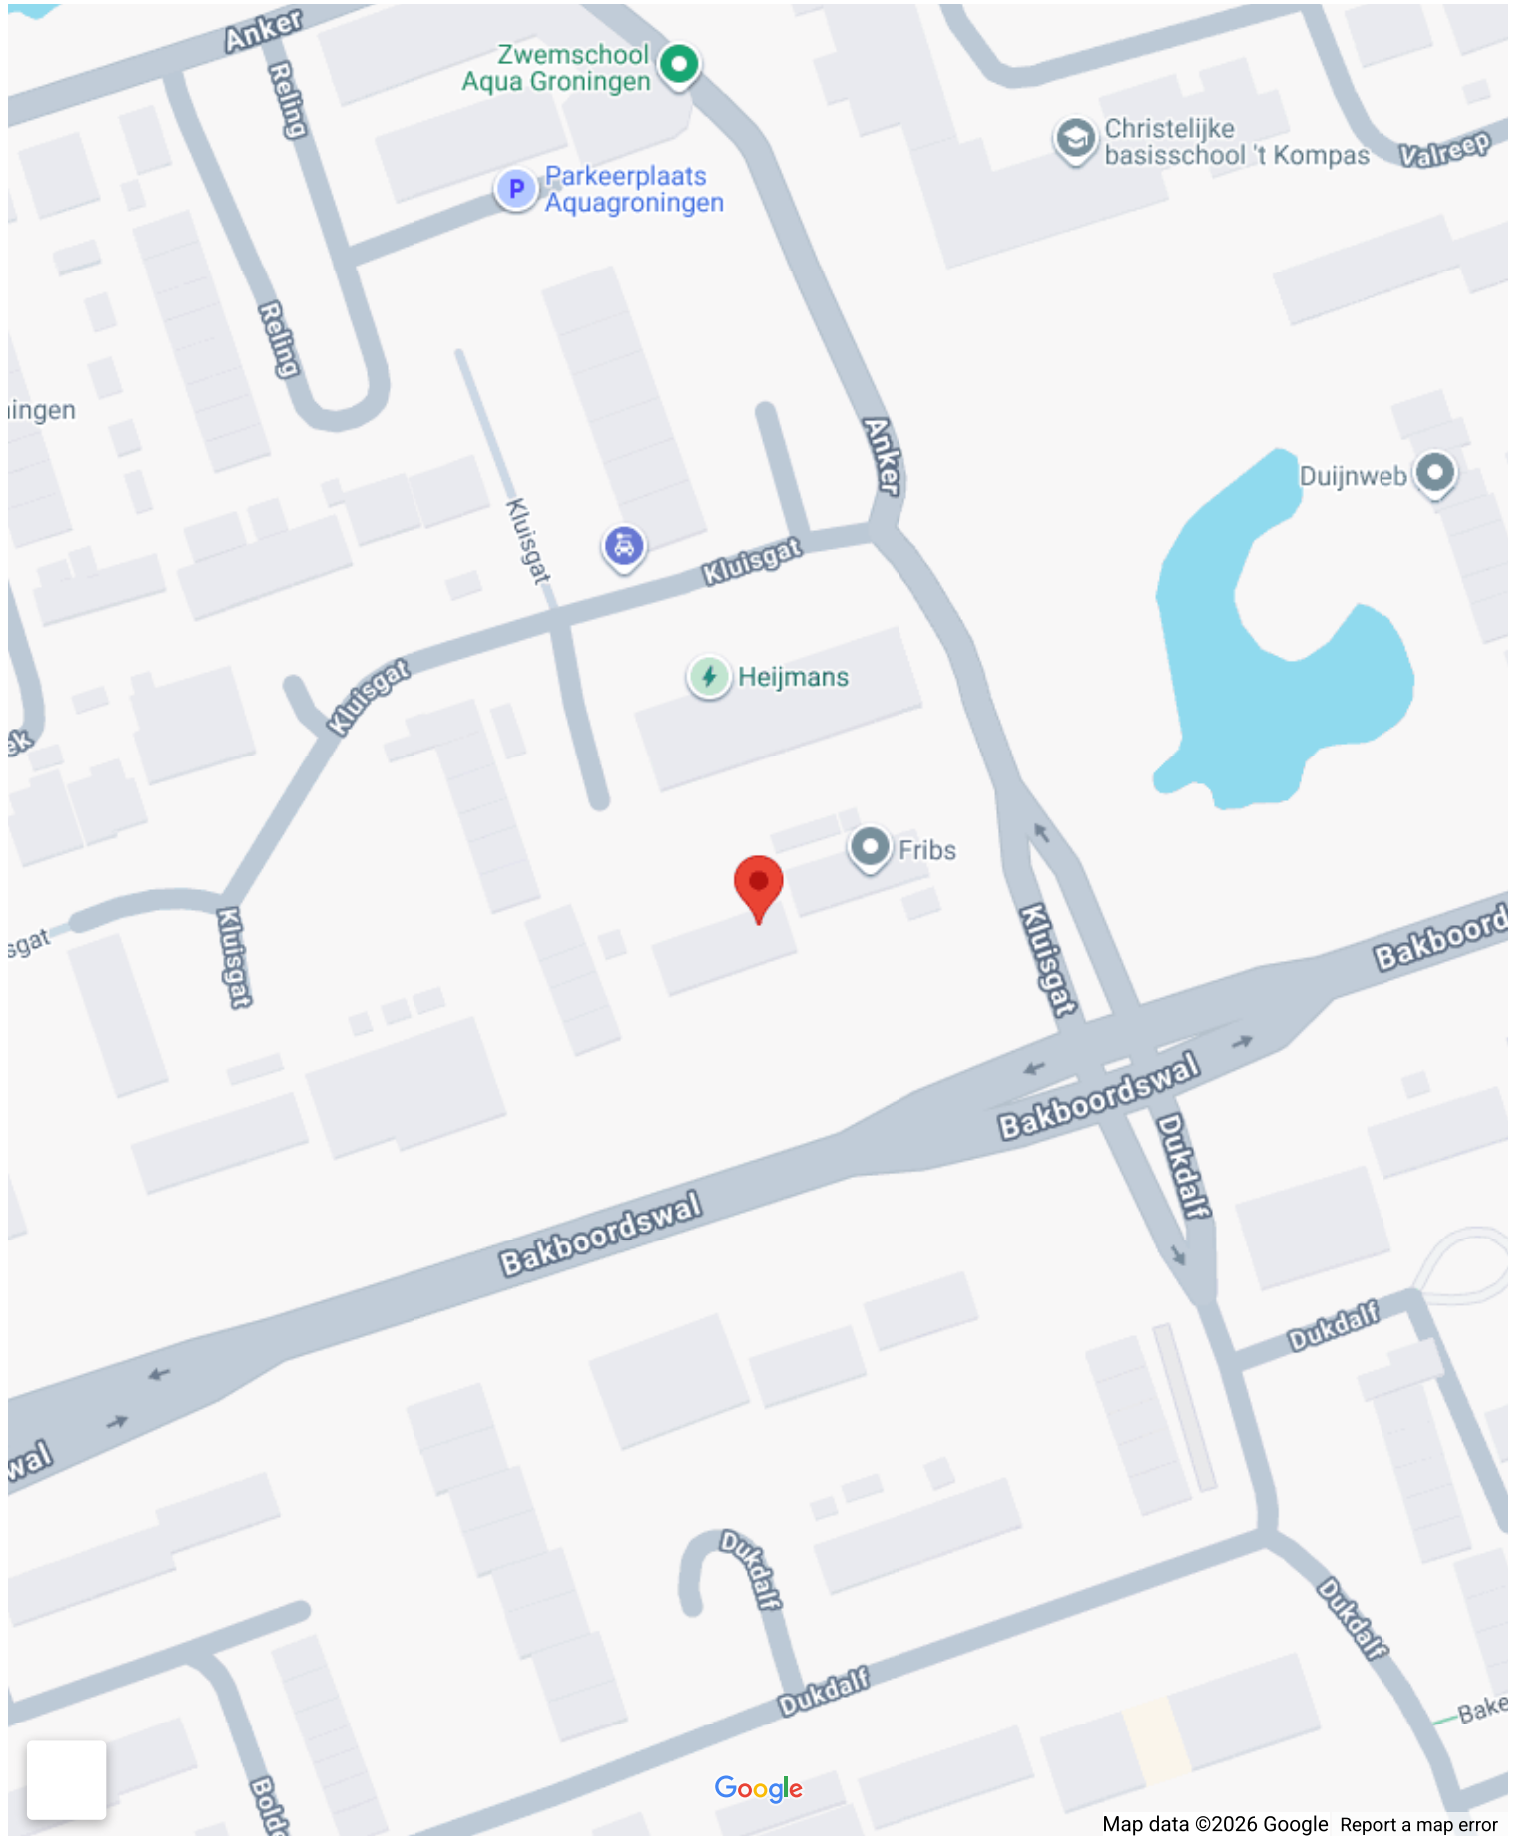 Anker
Reling
Zwemschool
Aqua Groningen
Christelijke
basisschool 't Kompas
Valreep
Parkeerplaats
Aquagroningen
Reling
ningen
Anker
Duijnweb
Kluisgat
Kluisgat
Kluisgat
Heijmans
ek
Fribs
Kluisgat
sgat
Kluisgat
Bakboord
Bakboordswal
Dukdalf
Bakboordswal
Dukdalf
wal
Dukdalf
Dukdalf
Dukdalf
Bake
Bolde
Google
Map data ©2026 Google
Report a map error